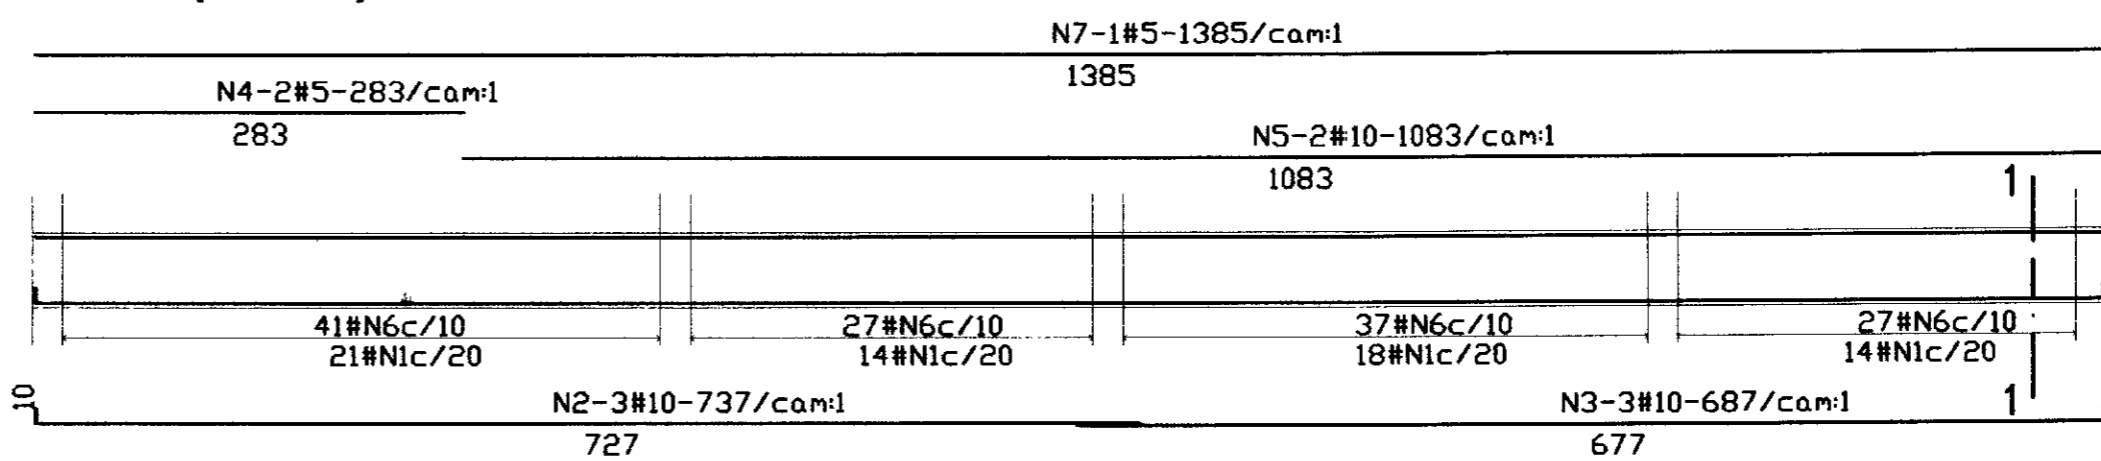 N7-1#5-1385/cam:1
1385
N4-2#5-283/cam:1
283
N5-2#10-1083/cam:1
1083
1
41#N6c/10
27#N6c/10
37#N6c/10
27#N6c/10
21#N1c/20
14#N1c/20
18#N1c/20
14#N1c/20
10
N2-3#10-737/cam:1
N3-3#10-687/cam:1
1
727
677